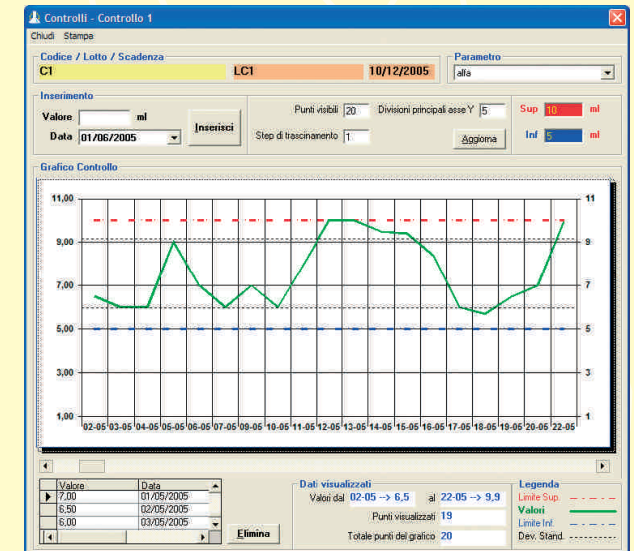 Controlli - Controllo 1
Chiudi Stampa
Codice / Lotto / Scadenza
C1 LC1 10/12/2005
Parametro
alfa
Inserimento
Valore ml
Data 01/06/2005
Inserisci
Punti visibili 20 Divisioni principali asse Y 5
Step di trascinamento 1
Aggiorna
Sup 10 ml
Inf 5 ml
Grafico Controllo
11,00 11
9,00 9
7,00 7
5,00 5
3,00 3
1,00 1
02-05 03-05 04-05 05-05 06-05 07-05 09-05 10-05 11-05 12-05 13-05 14-05 15-05 16-05 17-05 18-05 19-05 20-05 22-05
Valore Data
7,00 01/05/2005
6,50 02/05/2005
6,00 03/05/2005
Elimina
Dati visualizzati
Valori dal 02-05 --> 6,5 al 22-05 --> 9,9
Punti visualizzati 19
Totale punti del grafico 20
Legenda
Limite Sup.
Valori
Limite Inf.
Dev. Stand.